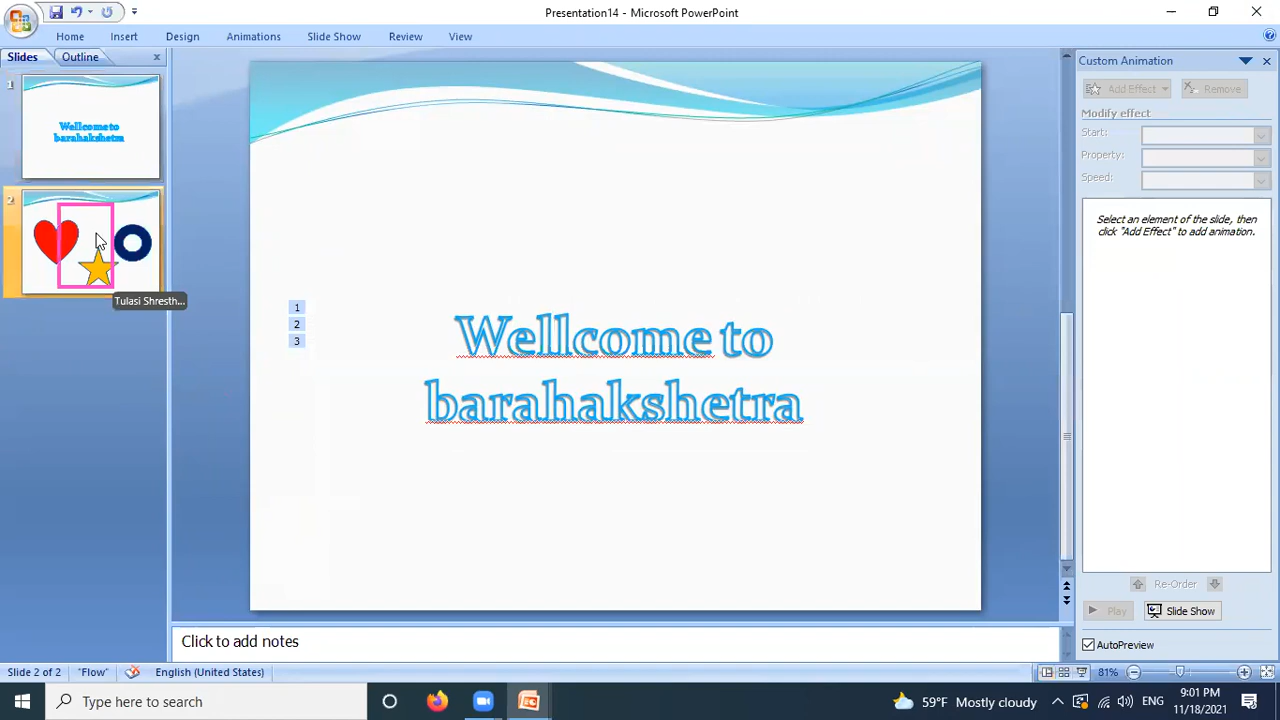 Presentation14 - Microsoft PowerPoint
Home Insert Design Animations Slide Show Review View
Slides Outline
Custom Animation
Add Effect Remove
Modify effect
Start:
Property:
Speed:
1
Wellcome to
barahakshetra
2
Tulasi Shresth...
1
2
3
Wellcome to
barahakshetra
Select an element of the slide, then
click "Add Effect" to add animation.
Re-Order
Play Slide Show
AutoPreview
Click to add notes
Slide 2 of 2 "Flow" English (United States) 81%
Type here to search
59°F Mostly cloudy ENG
9:01 PM
11/18/2021